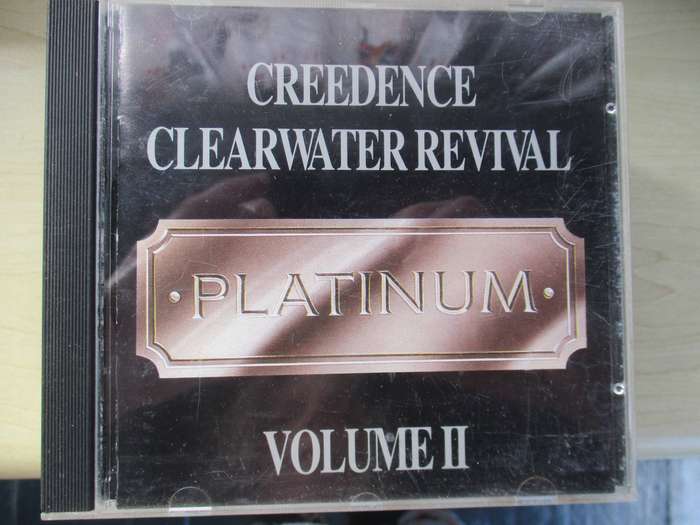 CREEDENCE
CLEARWATER REVIVAL
PLATINUM
VOLUME II